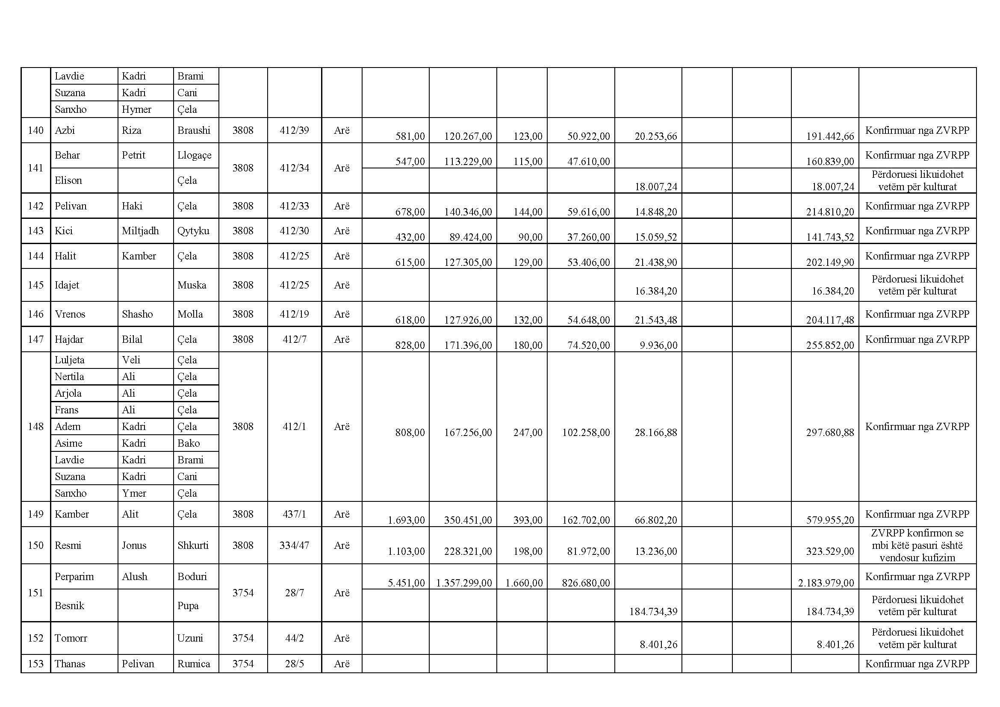 Lavdie Kadri Brami
Suzana Kadri Cani
Sanxho Hymer Çela
140 Azbi Riza Braushi 3808 412/39 Arë 581,00 120.267,00 123,00 50.922,00 20.253,66 191.442,66 Konfirmuar nga ZVRPP
141 Behar Petrit Llogaçe 3808 412/34 Arë 547,00 113.229,00 115,00 47.610,00 160.839,00 Konfirmuar nga ZVRPP
Elison Çela 18.007,24 18.007,24 Përdoruesi likuidohet
vetëm për kulturat
142 Pelivan Haki Çela 3808 412/33 Arë 678,00 140.346,00 144,00 59.616,00 14.848,20 214.810,20 Konfirmuar nga ZVRPP
143 Kici Miltjadh Qytyku 3808 412/30 Arë 432,00 89.424,00 90,00 37.260,00 15.059,52 141.743,52 Konfirmuar nga ZVRPP
144 Halit Kamber Çela 3808 412/25 Arë 615,00 127.305,00 129,00 53.406,00 21.438,90 202.149,90 Konfirmuar nga ZVRPP
145 Idajet Muska 3808 412/25 Arë 16.384,20 16.384,20 Përdoruesi likuidohet
vetëm për kulturat
146 Vrenos Shasho Molla 3808 412/19 Arë 618,00 127.926,00 132,00 54.648,00 21.543,48 204.117,48 Konfirmuar nga ZVRPP
147 Hajdar Bilal Çela 3808 412/7 Arë 828,00 171.396,00 180,00 74.520,00 9.936,00 255.852,00 Konfirmuar nga ZVRPP
Luljeta Veli Çela
Nertila Ali Çela
Arjola Ali Çela
Frans Ali Çela
148 Adem Kadri Çela 3808 412/1 Arë 808,00 167.256,00 247,00 102.258,00 28.166,88 297.680,88 Konfirmuar nga ZVRPP
Asime Kadri Bako
Lavdie Kadri Brami
Suzana Kadri Cani
Sanxho Ymer Çela
149 Kamber Alit Çela 3808 437/1 Arë 1.693,00 350.451,00 393,00 162.702,00 66.802,20 579.955,20 Konfirmuar nga ZVRPP
150 Resmi Jonus Shkurti 3808 334/47 Arë 1.103,00 228.321,00 198,00 81.972,00 13.236,00 323.529,00 ZVRPP konfirmon se
mbi këtë pasuri është
vendosur kufizim
151 Perparim Alush Boduri 3754 28/7 Arë 5.451,00 1.357.299,00 1.660,00 826.680,00 2.183.979,00 Konfirmuar nga ZVRPP
Besnik Pupa 184.734,39 184.734,39 Përdoruesi likuidohet
vetëm për kulturat
152 Tomorr Uzuni 3754 44/2 Arë 8.401,26 8.401,26 Përdoruesi likuidohet
vetëm për kulturat
153 Thanas Pelivan Rumica 3754 28/5 Arë Konfirmuar nga ZVRPP